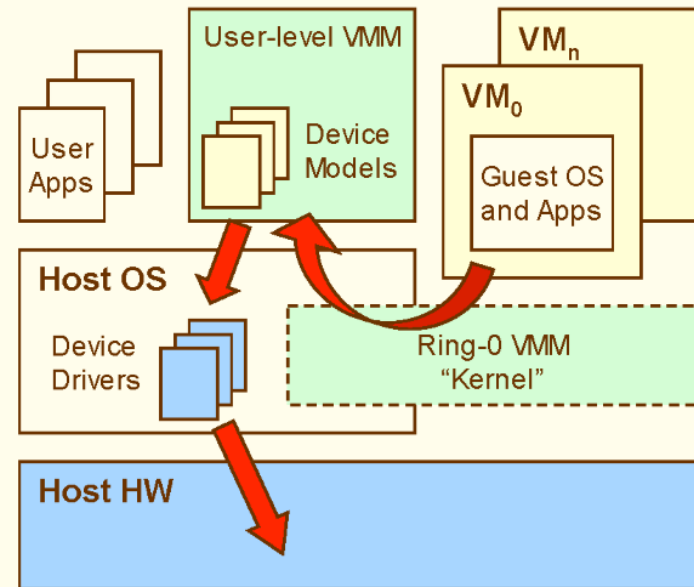 User-level VMM
Device
Models
User
Apps
VMₙ
VM₀
Guest OS
and Apps
Host OS
Device
Drivers
Ring-0 VMM
“Kernel”
Host HW